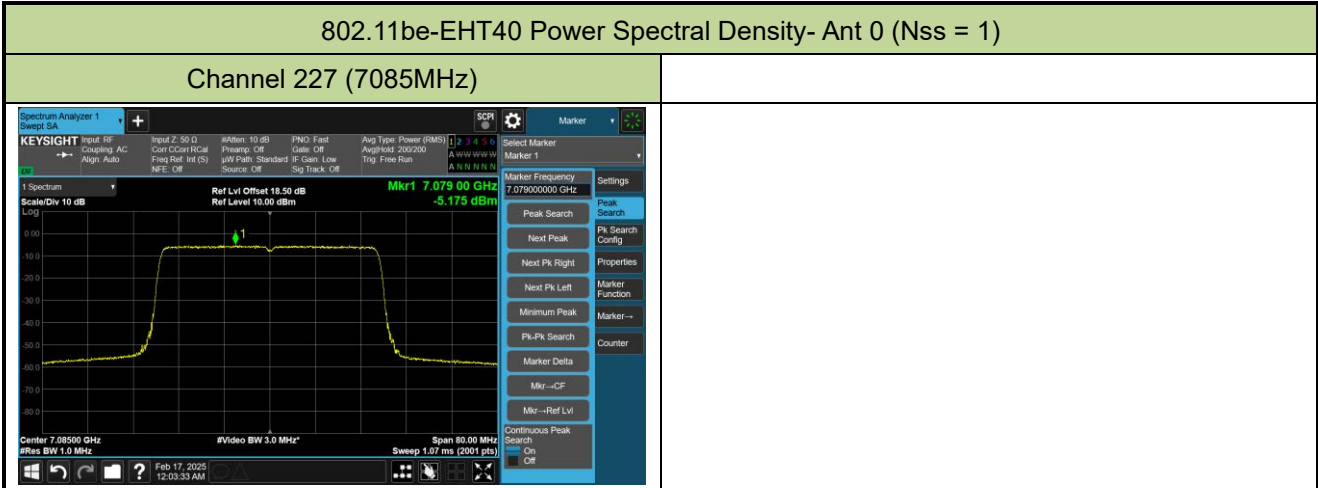 802.11be-EHT40 Power Spectral Density- Ant 0 (Nss = 1)
Channel 227 (7085MHz)
Spectrum Analyzer 1
Swept SA
+
SCPI
Marker
KEYSIGHT
Input: RF
Coupling: AC
Align: Auto
Input Z: 50 Ω
Corr CCorr RCal
Freq Ref: Int (S)
NFE: Off
#Atten: 10 dB
Preamp: Off
µW Path: Standard
Source: Off
PNO: Fast
Gate: Off
IF Gain: Low
Sig Track: Off
Avg Type: Power (RMS)
Avg|Hold: 200/200
Trig: Free Run
1 2 3 4 5 6
A W W W W W
A N N N N N
Select Marker
Marker 1
1 Spectrum
Scale/Div 10 dB
Log
Ref Lvl Offset 18.50 dB
Ref Level 10.00 dBm
Mkr1 7.079 00 GHz
-5.175 dBm
1
0.00
-10.0
-20.0
-30.0
-40.0
-50.0
-60.0
-70.0
-80.0
Center 7.08500 GHz
#Res BW 1.0 MHz
#Video BW 3.0 MHz*
Span 80.00 MHz
Sweep 1.07 ms (2001 pts)
Marker Frequency
7.079000000 GHz
Peak Search
Next Peak
Next Pk Right
Next Pk Left
Minimum Peak
Pk-Pk Search
Marker Delta
Mkr→CF
Mkr→Ref Lvl
Continuous Peak
Search
On
Off
Settings
Peak
Search
Pk Search
Config
Properties
Marker
Function
Marker→
Counter
?
Feb 17, 2025
12:03:33 AM